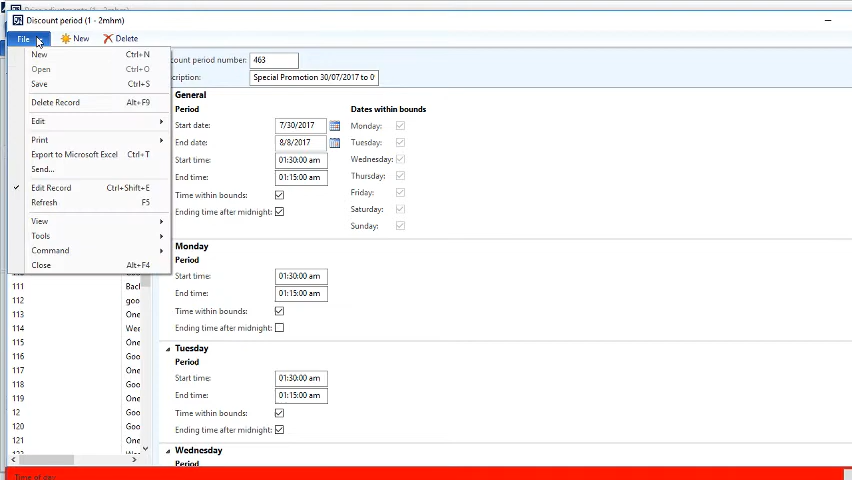 Discount period (1 - 2mhm)
File New Delete
New Ctrl+N
Open Ctrl+O
Save Ctrl+S
Delete Record Alt+F9
Edit
Print
Export to Microsoft Excel Ctrl+T
Send...
Edit Record Ctrl+Shift+E
Refresh F5
View
Tools
Command
Close Alt+F4
period number: 463
Special Promotion 30/07/2017 to
General
Period Dates within bounds
Start date: 7/30/2017 Monday:
End date: 8/8/2017 Tuesday:
Start time: 01:30:00 am Wednesday:
End time: 01:15:00 am Thursday:
Time within bounds: Friday:
Ending time after midnight: Saturday:
Sunday:
Monday
Period
Start time: 01:30:00 am
End time: 01:15:00 am
Time within bounds:
Ending time after midnight:
Tuesday
Period
Start time: 01:30:00 am
End time: 01:15:00 am
Time within bounds:
Ending time after midnight:
Wednesday
Period
111 Bacl
112 goo
113 One
114 Wee
115 One
116 Goo
117 Goo
118 Goo
119 One
12 Goo
120 Goo
121 One